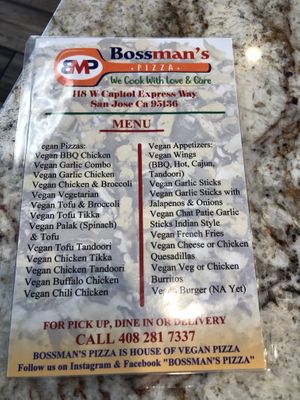 BMP
Bossman's
• PIZZA •
We Cook With Love & Care
118 W Capitol Express Way
San Jose Ca 95136
MENU
Vegan Pizzas:
Vegan BBQ Chicken
Vegan Garlic Combo
Vegan Garlic Chicken
Vegan Chicken & Broccoli
Vegan Vegetarian
Vegan Tofu & Broccoli
Vegan Tofu Tikka
Vegan Palak (Spinach)
& Tofu
Vegan Tofu Tandoori
Vegan Chicken Tikka
Vegan Chicken Tandoori
Vegan Buffalo Chicken
Vegan Chili Chicken
Vegan Appetizers:
Vegan Wings
(BBQ, Hot, Cajun,
Tandoori)
Vegan Garlic Sticks
Vegan Garlic Sticks with
Jalapenos & Onions
Vegan Chat Patie Garlic
Sticks Indian Style
Vegan French Fries
Vegan Cheese or Chicken
Quesadillas
Vegan Veg or Chicken
Burritos
Vegan Burger (NA Yet)
FOR PICK UP, DINE IN OR DELIVERY
CALL 408 281 7337
BOSSMAN'S PIZZA IS HOUSE OF VEGAN PIZZA
Follow us on Instagram & Facebook "BOSSMAN'S PIZZA"